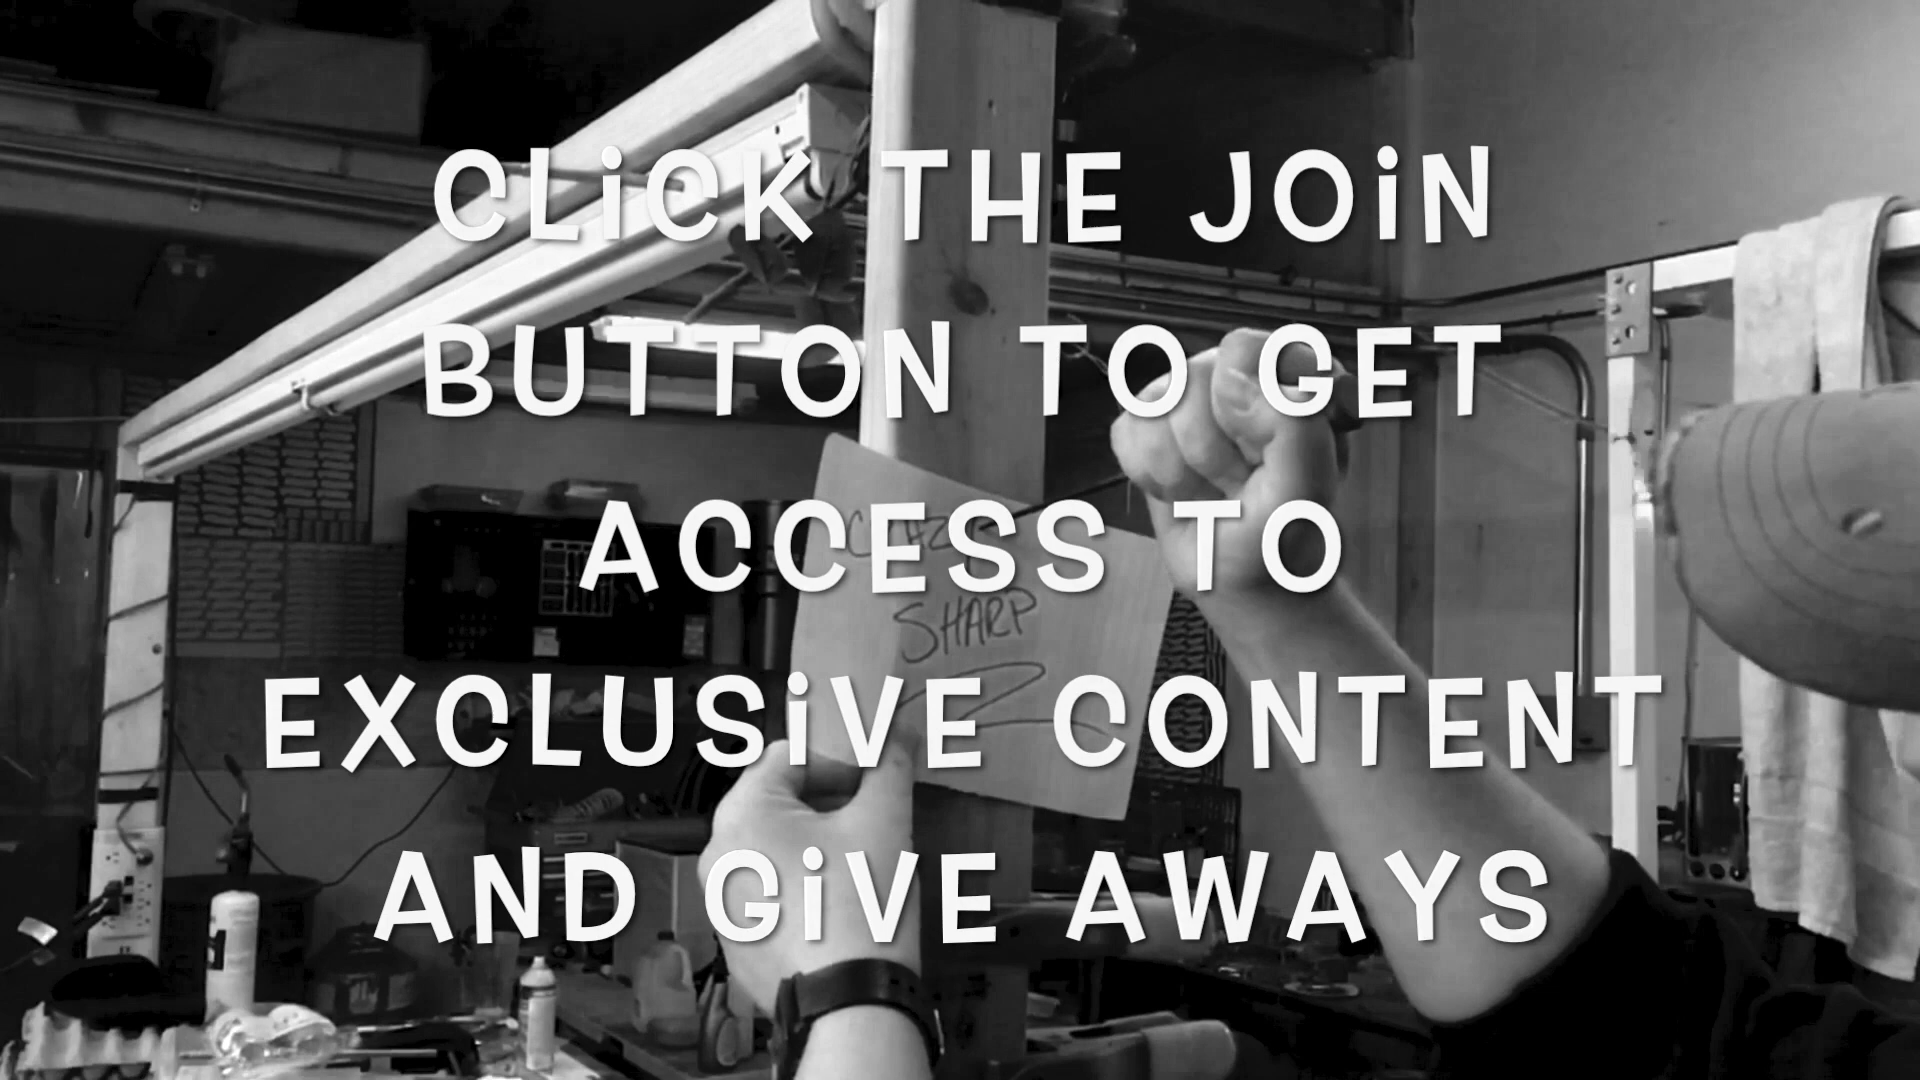 CLiCK THE JOiN
BUTTON TO GET
ACCESS TO
EXCLUSiVE CONTENT
AND GiVE AWAYS
SHARP